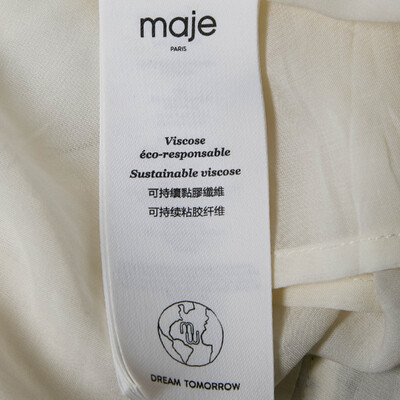 maje
PARIS
Viscose
éco-responsable
Sustainable viscose
可持續黏膠纖維
可持续粘胶纤维
DREAM TOMORROW